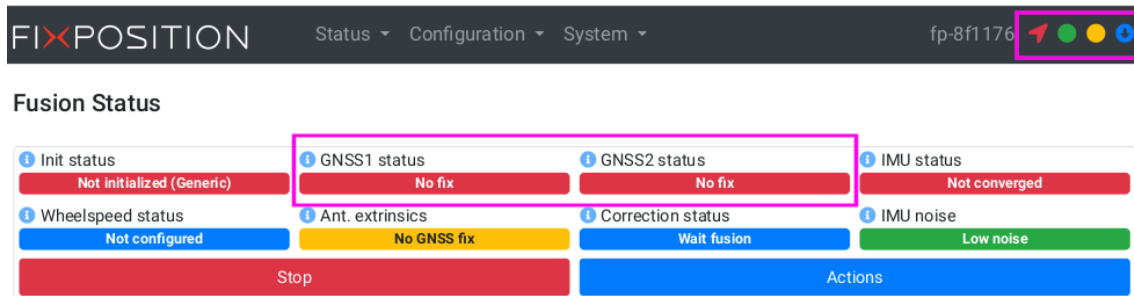 FIXPOSITION Status Configuration System fp-8f1176
Fusion Status
Init status GNSS1 status GNSS2 status IMU status
Not initialized (Generic) No fix No fix Not converged
Wheelspeed status Ant. extrinsics Correction status IMU noise
Not configured No GNSS fix Wait fusion Low noise
Stop Actions